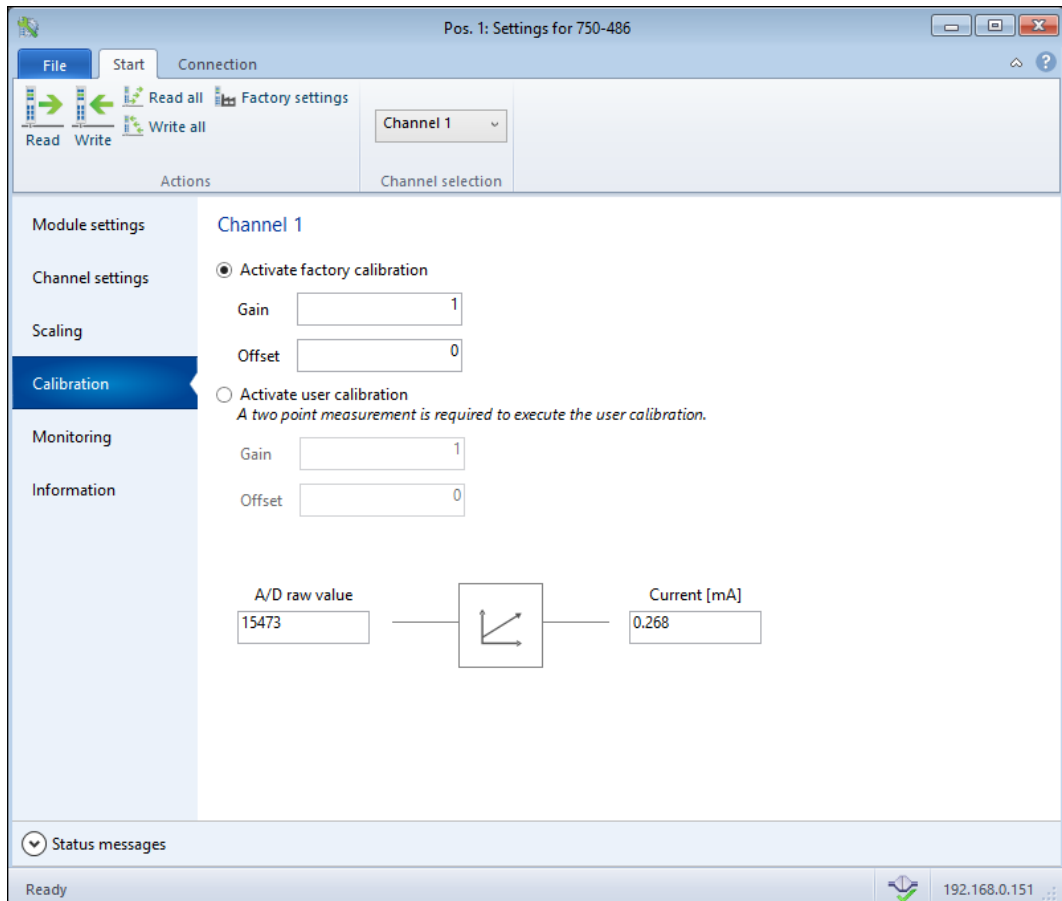 Pos. 1: Settings for 750-486
File Start Connection
Read all Factory settings
Write all
Read Write
Channel 1
Actions Channel selection
Module settings
Channel settings
Scaling
Calibration
Monitoring
Information
Channel 1
Activate factory calibration
Gain 1
Offset 0
Activate user calibration
A two point measurement is required to execute the user calibration.
Gain 1
Offset 0
A/D raw value Current [mA]
15473 0.268
Status messages
Ready 192.168.0.151